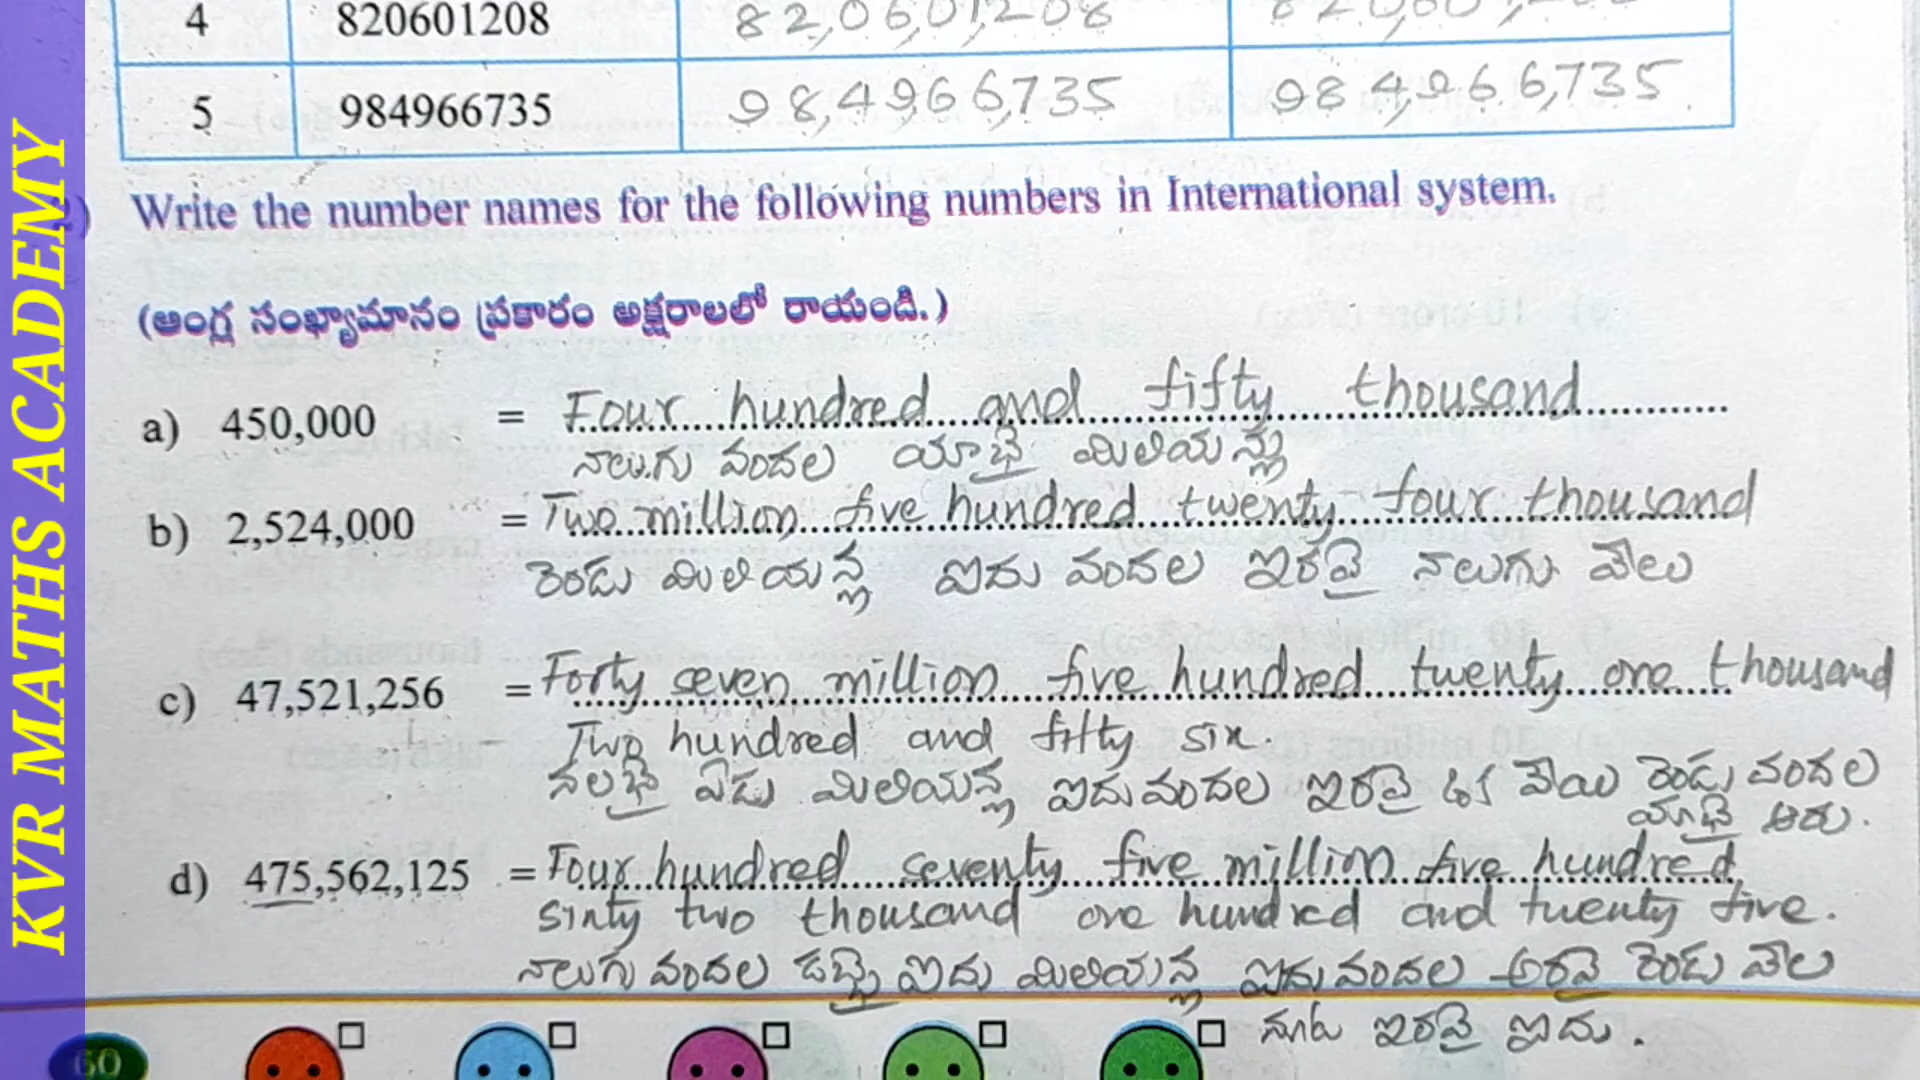 4 820601208 82,06,01,208
5 984966735 98,49,66,735 984,966,735
2) Write the number names for the following numbers in International system.
(ఆంగ్ల సంఖ్యామానం ప్రకారం అక్షరాలలో రాయండి.)
a) 450,000 = Four hundred and fifty thousand
నాలుగు వందల యాభై మిలియన్లు
b) 2,524,000 = Two million, five hundred twenty four thousand
రెండు మిలియన్ల ఐదు వందల ఇరవై నాలుగు వేలు
c) 47,521,256 = Forty seven million five hundred twenty one thousand
Two hundred and fifty six.
నలభై ఏడు మిలియన్ల ఐదువందల ఇరవై ఒక వేయి రెండు వందల
యాభై ఆరు.
d) 475,562,125 = Four hundred seventy five million five hundred
sixty two thousand one hundred and twenty five.
నాలుగు వందల డబ్బై ఐదు మిలియన్ల ఐదువందల అరవై రెండు వేల
నూట ఇరవై ఐదు.
60
KVR MATHS ACADEMY